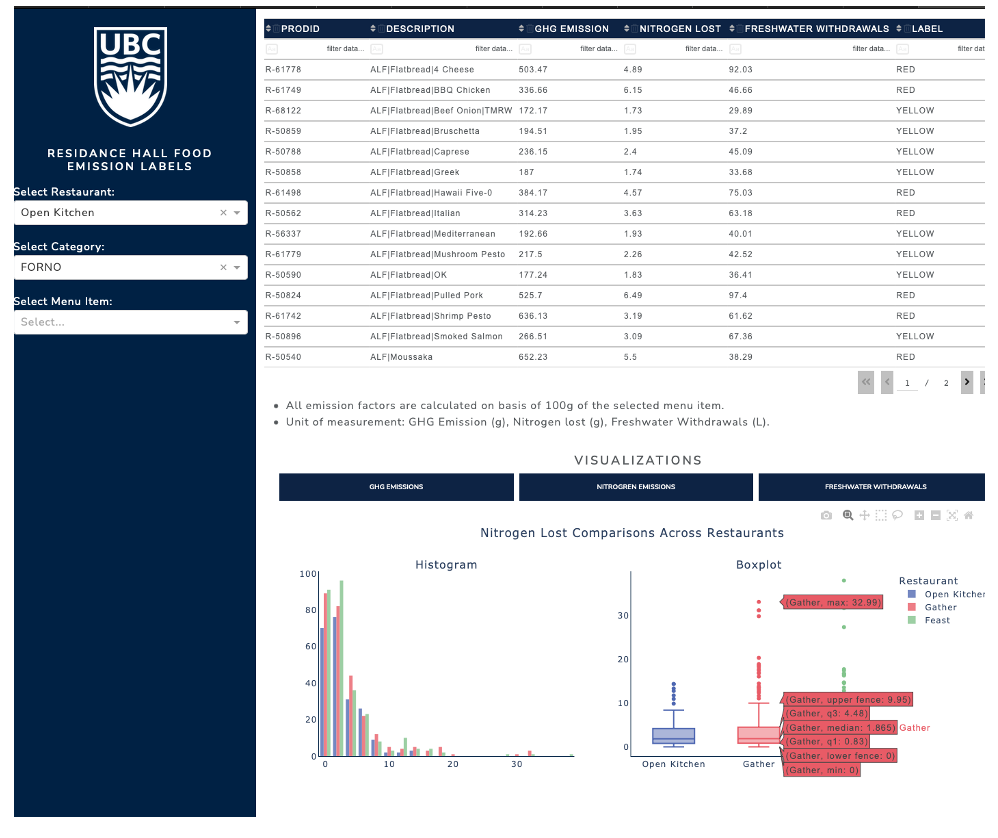 UBC
RESIDANCE HALL FOOD
EMISSION LABELS
Select Restaurant:
Open Kitchen
Select Category:
FORNO
Select Menu Item:
Select...
PRODID DESCRIPTION GHG EMISSION NITROGEN LOST FRESHWATER WITHDRAWALS LABEL
filter data... filter data... filter data... filter data... filter data... filter dat
R-61778 ALF|Flatbread|4 Cheese 503.47 4.89 92.03 RED
R-61749 ALF|Flatbread|BBQ Chicken 336.66 6.15 46.66 RED
R-68122 ALF|Flatbread|Beef Onion|TMRW 172.17 1.73 29.89 YELLOW
R-50859 ALF|Flatbread|Bruschetta 194.51 1.95 37.2 YELLOW
R-50788 ALF|Flatbread|Caprese 236.15 2.4 45.09 YELLOW
R-50858 ALF|Flatbread|Greek 187 1.74 33.68 YELLOW
R-61498 ALF|Flatbread|Hawaii Five-0 384.17 4.57 75.03 RED
R-50562 ALF|Flatbread|Italian 314.23 3.63 63.18 RED
R-56337 ALF|Flatbread|Mediterranean 192.66 1.93 40.01 YELLOW
R-61779 ALF|Flatbread|Mushroom Pesto 217.5 2.26 42.52 YELLOW
R-50590 ALF|Flatbread|OK 177.24 1.83 36.41 YELLOW
R-50824 ALF|Flatbread|Pulled Pork 525.7 6.49 97.4 RED
R-61742 ALF|Flatbread|Shrimp Pesto 636.13 3.19 61.62 RED
R-50896 ALF|Flatbread|Smoked Salmon 266.51 3.09 67.36 YELLOW
R-50540 ALF|Moussaka 652.23 5.5 38.29 RED
1 / 2
All emission factors are calculated on basis of 100g of the selected menu item.
Unit of measurement: GHG Emission (g), Nitrogen lost (g), Freshwater Withdrawals (L).
VISUALIZATIONS
GHG EMISSIONS NITROGREN EMISSIONS FRESHWATER WITHDRAWALS
Nitrogen Lost Comparisons Across Restaurants
Histogram
100
80
60
40
20
0
0 10 20 30
Boxplot
30
20
10
0
(Gather, max: 32.99)
(Gather, upper fence: 9.95)
(Gather, q3: 4.48)
(Gather, median: 1.865) Gather
(Gather, q1: 0.83)
(Gather, lower fence: 0)
(Gather, min: 0)
Open Kitchen Gather
Restaurant
Open Kitchen
Gather
Feast